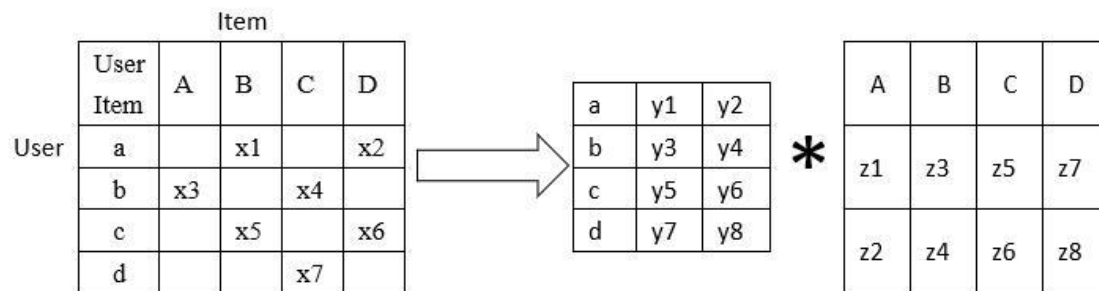 Item
User Item A B C D
User
a x1 x2
b x3 x4
c x5 x6
d x7
a y1 y2
b y3 y4
c y5 y6
d y7 y8
*
A B C D
z1 z3 z5 z7
z2 z4 z6 z8